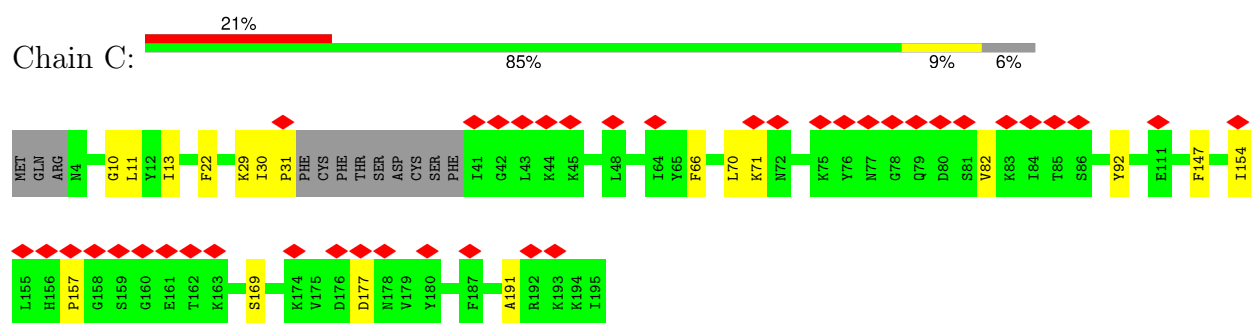 21%
Chain C:
85% 9% 6%
MET GLN ARG N4 G10 L11 Y12 I13 F22 K29 I30 P31 PHE CYS PHE THR SER ASP CYS SER PHE I41 G42 L43 K44 K45 L48 I64 Y65 F66 L70 K71 N72 K75 Y76 N77 G78 Q79 D80 S81 V82 K83 I84 T85 S86 Y92 E111 F147 I154
L155 H156 P157 G158 S159 G160 E161 T162 K163 S169 K174 V175 D176 D177 N178 V179 Y180 F187 A191 R192 K193 K194 I195